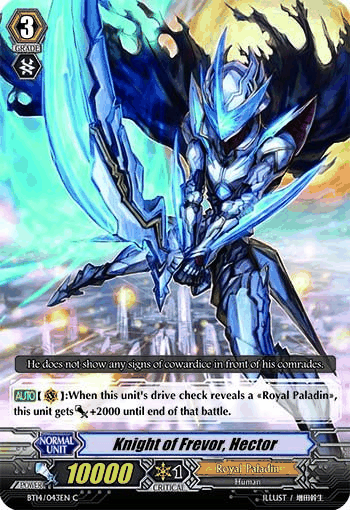 3
GRADE
He does not show any signs of cowardice in front of his comrades.
AUTO【 】:When this unit's drive check reveals a «Royal Paladin»,
this unit gets +2000 until end of that battle.
NORMAL
UNIT
Knight of Frevor, Hector
POWER
10000
1
CRITICAL
Royal Paladin
Human
BT14/043EN C
ILLUST / 増田幹生